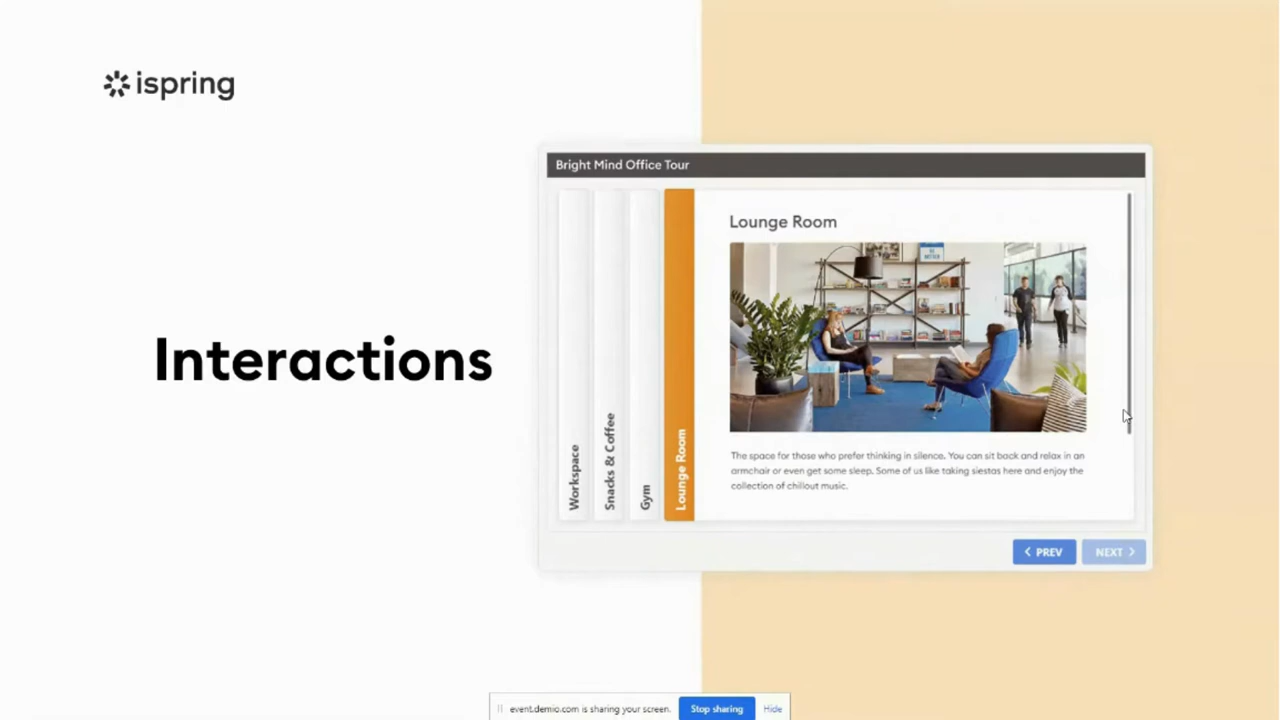 ispring
Bright Mind Office Tour
Interactions
Workspace
Snacks & Coffee
Gym
Lounge Room
Lounge Room
The space for those who prefer thinking in silence. You can sit back and relax in an
armchair or even get some sleep. Some of us like taking siestas here and enjoy the
collection of chillout music.
PREV
NEXT
event.demio.com is sharing your screen.
Stop sharing
Hide